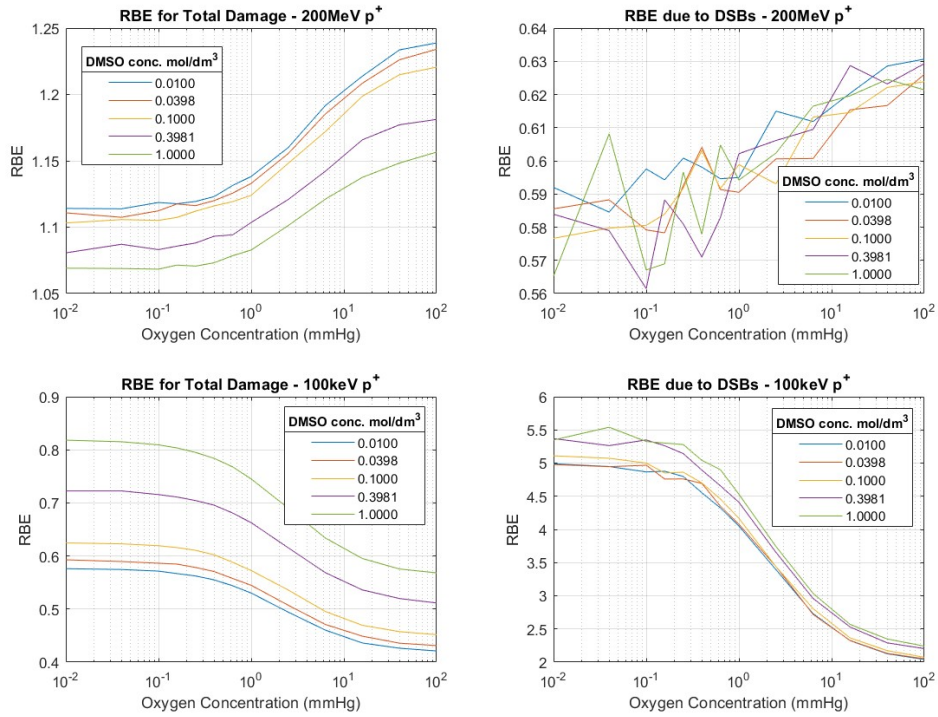 RBE for Total Damage - 200MeV p+
1.25
1.2
1.15
1.1
1.05
RBE
DMSO conc. mol/dm3
0.0100
0.0398
0.1000
0.3981
1.0000
10-2 10-1 100 101 102
Oxygen Concentration (mmHg)
RBE due to DSBs - 200MeV p+
0.64
0.63
0.62
0.61
0.6
0.59
0.58
0.57
0.56
RBE
DMSO conc. mol/dm3
0.0100
0.0398
0.1000
0.3981
1.0000
10-2 10-1 100 101 102
Oxygen Concentration (mmHg)
RBE for Total Damage - 100keV p+
0.9
0.8
0.7
0.6
0.5
0.4
RBE
DMSO conc. mol/dm3
0.0100
0.0398
0.1000
0.3981
1.0000
10-2 10-1 100 101 102
Oxygen Concentration (mmHg)
RBE due to DSBs - 100keV p+
6
5.5
5
4.5
4
3.5
3
2.5
2
RBE
DMSO conc. mol/dm3
0.0100
0.0398
0.1000
0.3981
1.0000
10-2 10-1 100 101 102
Oxygen Concentration (mmHg)